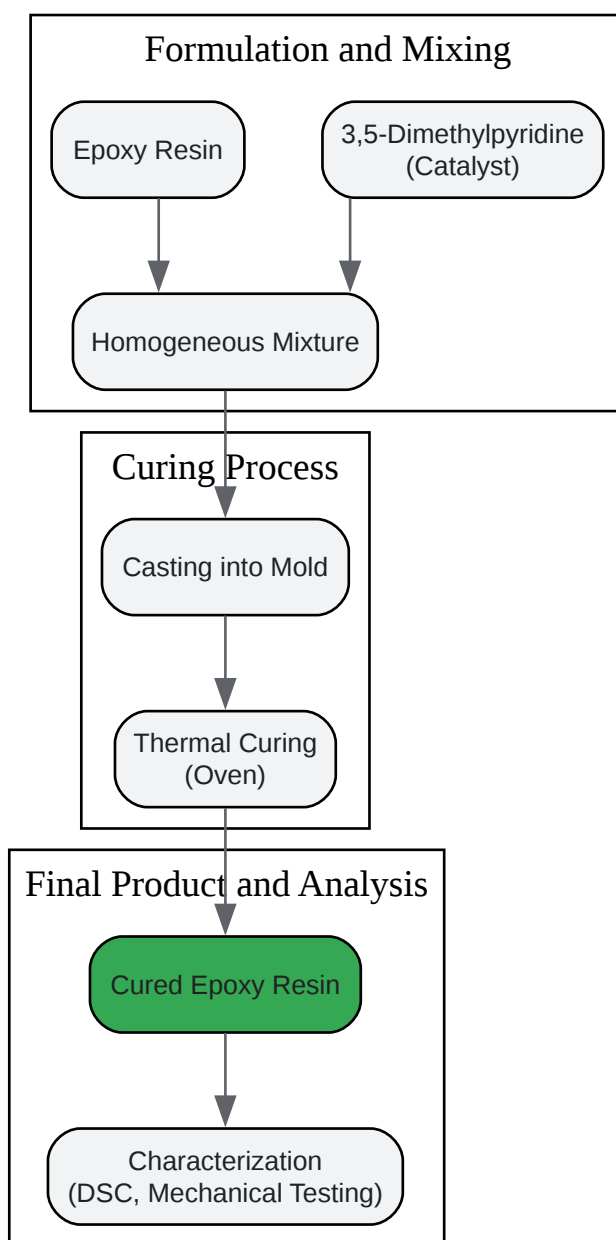 Formulation and Mixing
Epoxy Resin
3,5-Dimethylpyridine
(Catalyst)
Homogeneous Mixture
Curing Process
Casting into Mold
Thermal Curing
(Oven)
Final Product and Analysis
Cured Epoxy Resin
Characterization
(DSC, Mechanical Testing)